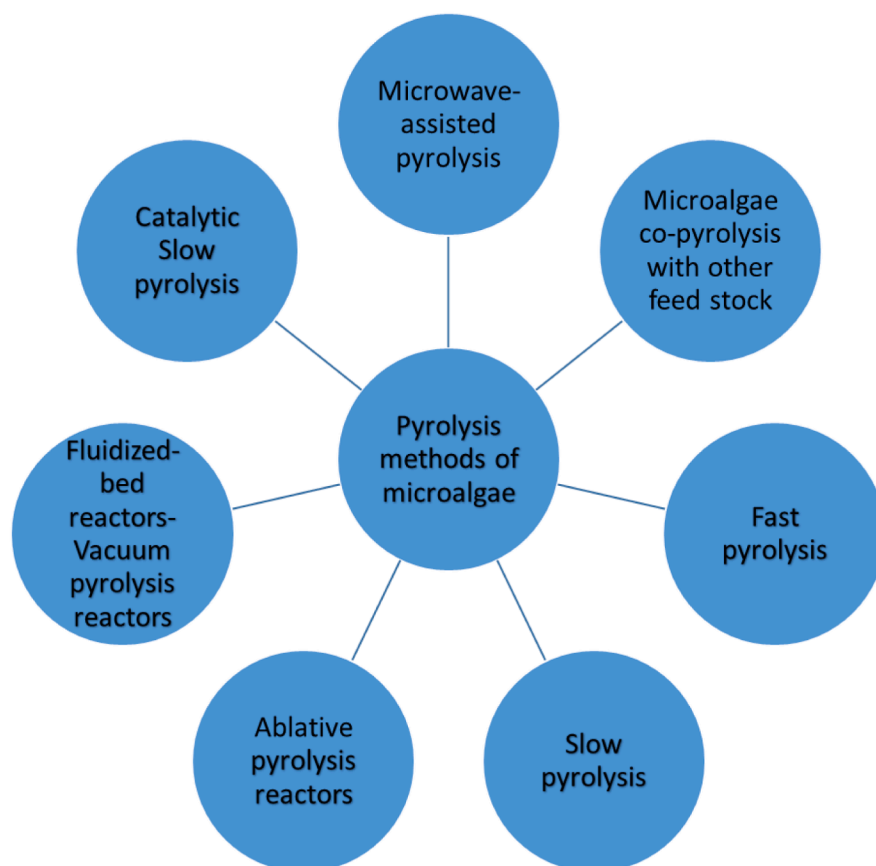 Microwave-
assisted
pyrolysis
Microalgae
co-pyrolysis
with other
feed stock
Fast
pyrolysis
Slow
pyrolysis
Ablative
pyrolysis
reactors
Fluidized-
bed
reactors-
Vacuum
pyrolysis
reactors
Catalytic
Slow
pyrolysis
Pyrolysis
methods of
microalgae